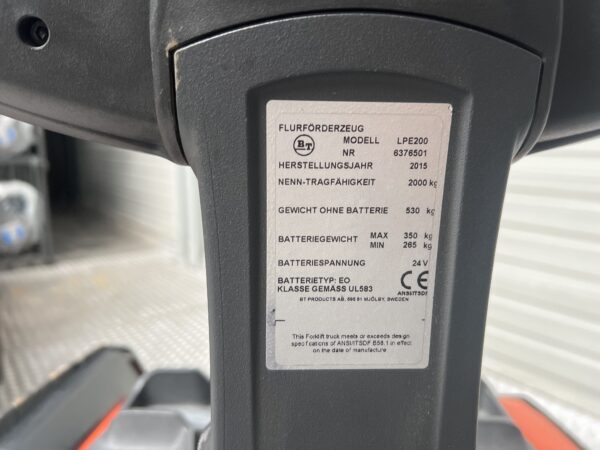 FLURFÖRDERZEUG
BT MODELL LPE200
NR 6376501
HERSTELLUNGSJAHR 2015
NENN-TRAGFÄHIGKEIT 2000 kg
GEWICHT OHNE BATTERIE 530 kg
BATTERIEGEWICHT MAX 350 kg
MIN 265 kg
BATTERIESPANNUNG 24 V
BATTERIETYP: EO
KLASSE GEMÄSS UL583 CE
ANSI/ITSDF
BT PRODUCTS AB, 595 81 MJÖLBY, SWEDEN
This Forklift truck meets or exceeds design
specifications of ANSI/ITSDF B56.1 in effect
on the date of manufacture.